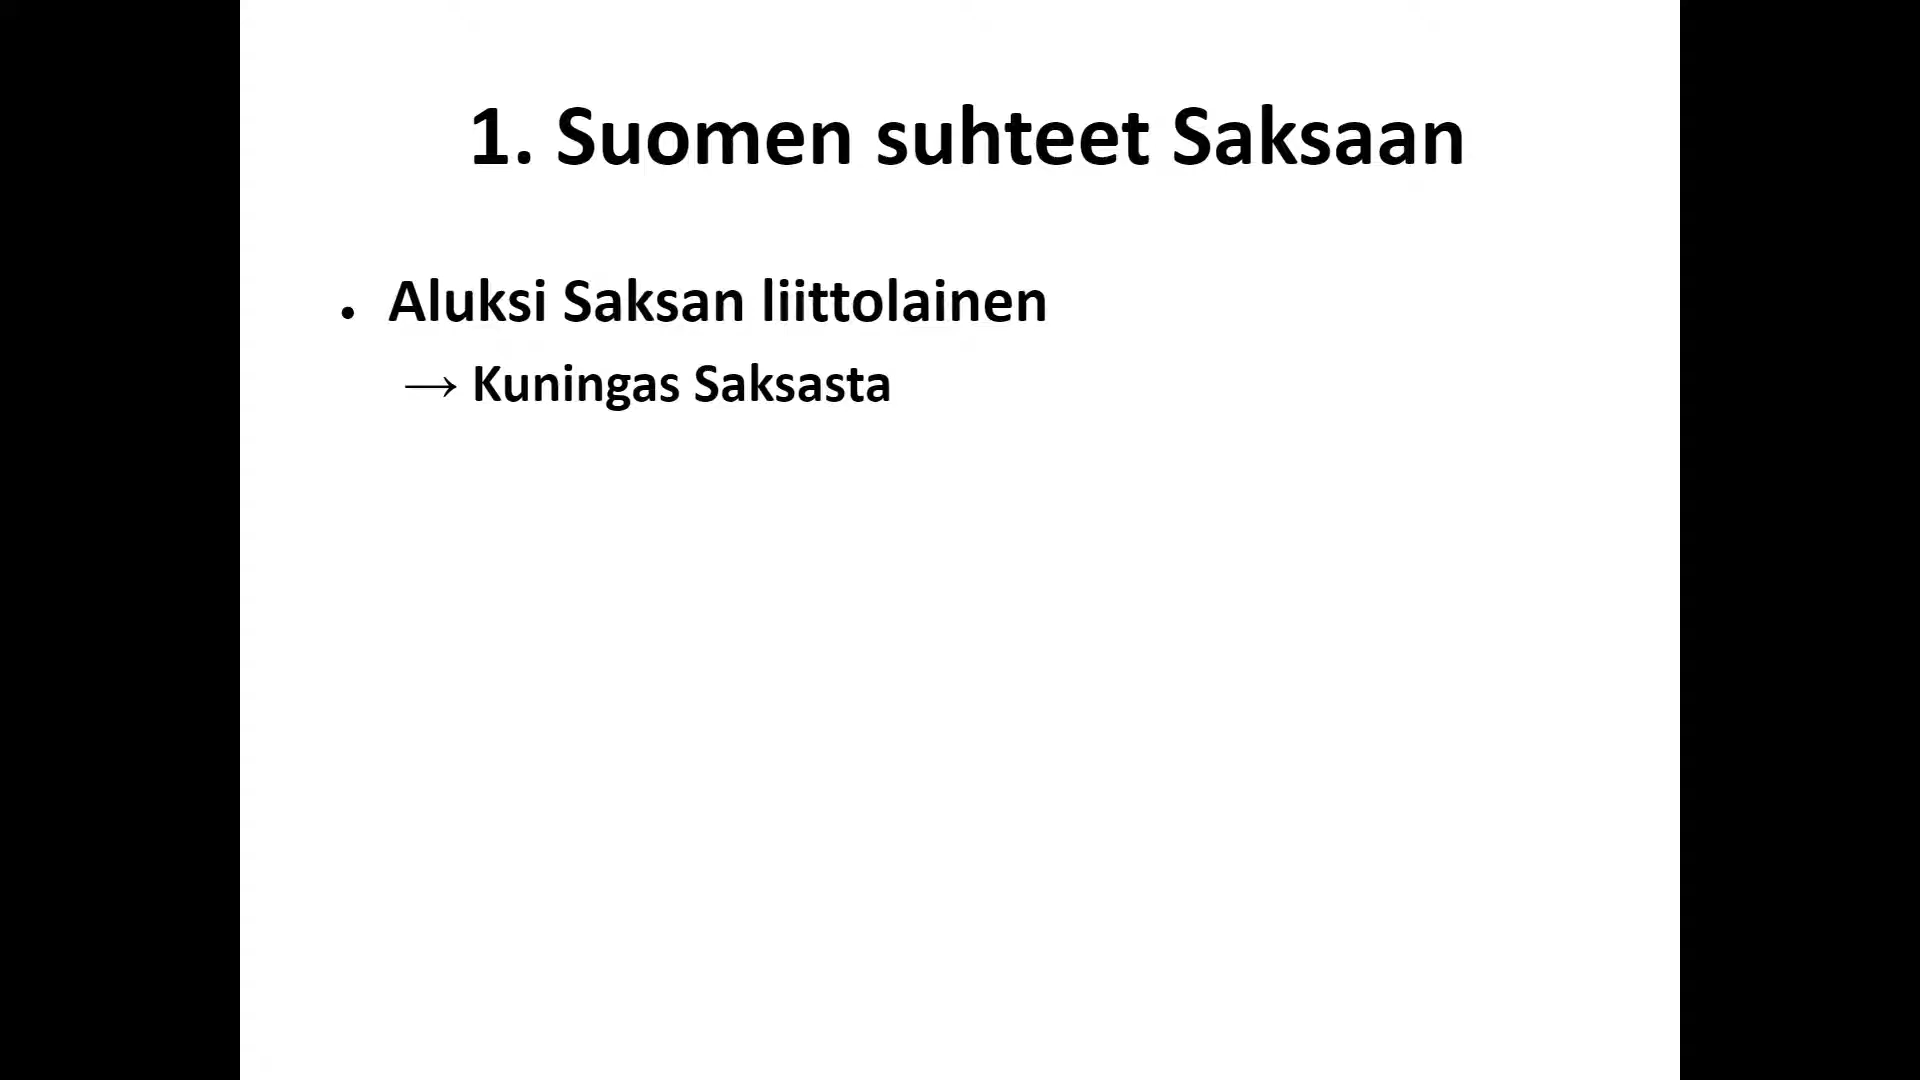 1. Suomen suhteet Saksaan
• Aluksi Saksan liittolainen
→ Kuningas Saksasta